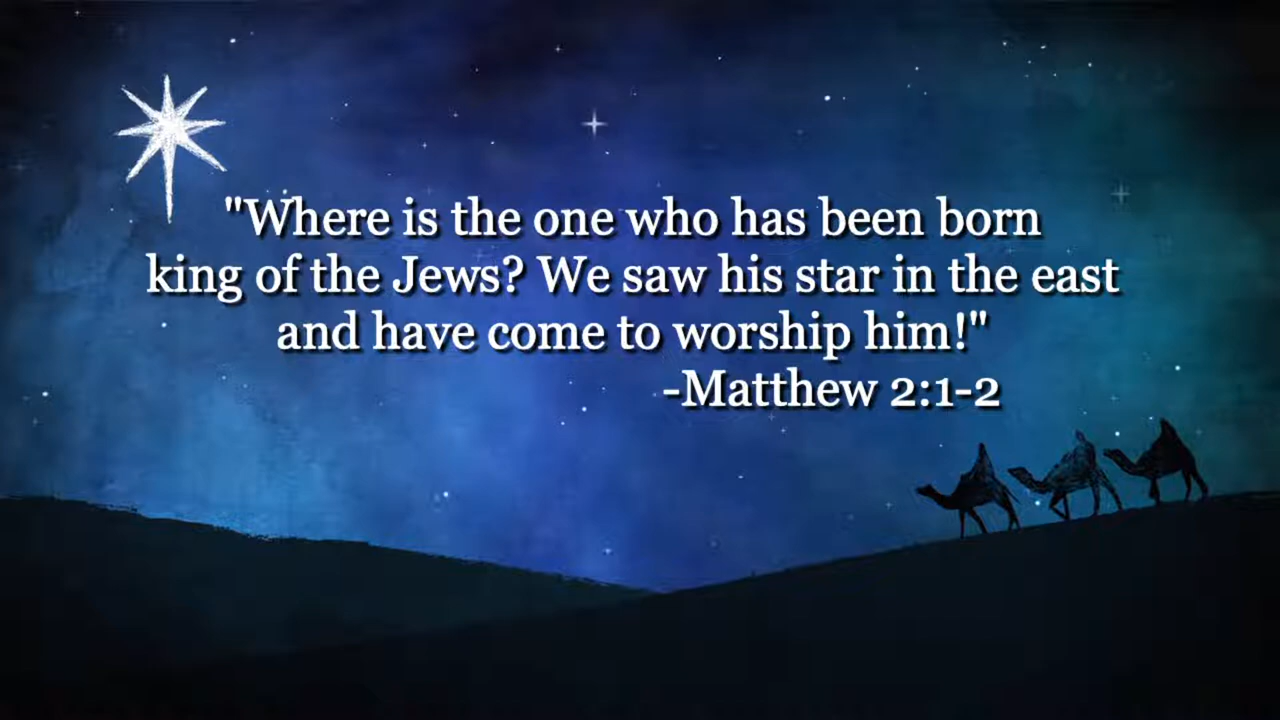 "Where is the one who has been born
king of the Jews? We saw his star in the east
and have come to worship him!"
-Matthew 2:1-2